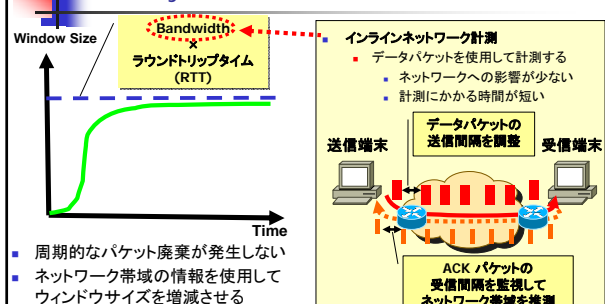 Window Size
Bandwidth
×
ラウンドトリップタイム
(RTT)
Time
周期的なパケット廃棄が発生しない
ネットワーク帯域の情報を使用して
ウィンドウサイズを増減させる
インラインネットワーク計測
データパケットを使用して計測する
ネットワークへの影響が少ない
計測にかかる時間が短い
データパケットの
送信間隔を調整
送信端末
受信端末
ACK パケットの
受信間隔を監視して
ネットワーク帯域を推測